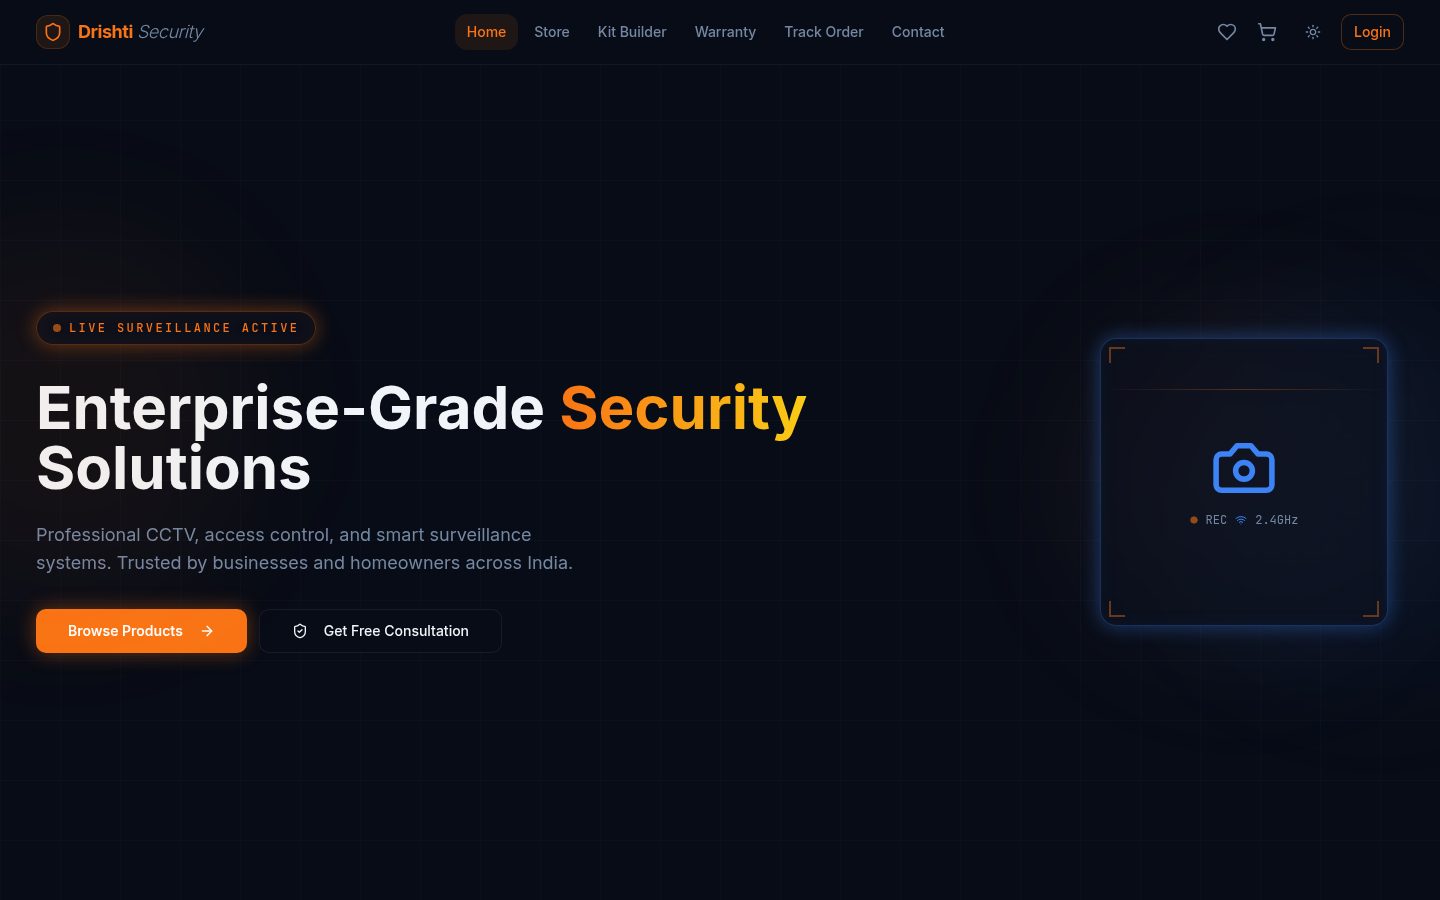 Drishti Security
Home
Store
Kit Builder
Warranty
Track Order
Contact
Login
LIVE SURVEILLANCE ACTIVE
Enterprise-Grade Security
Solutions
Professional CCTV, access control, and smart surveillance
systems. Trusted by businesses and homeowners across India.
Browse Products
Get Free Consultation
REC 2.4GHz